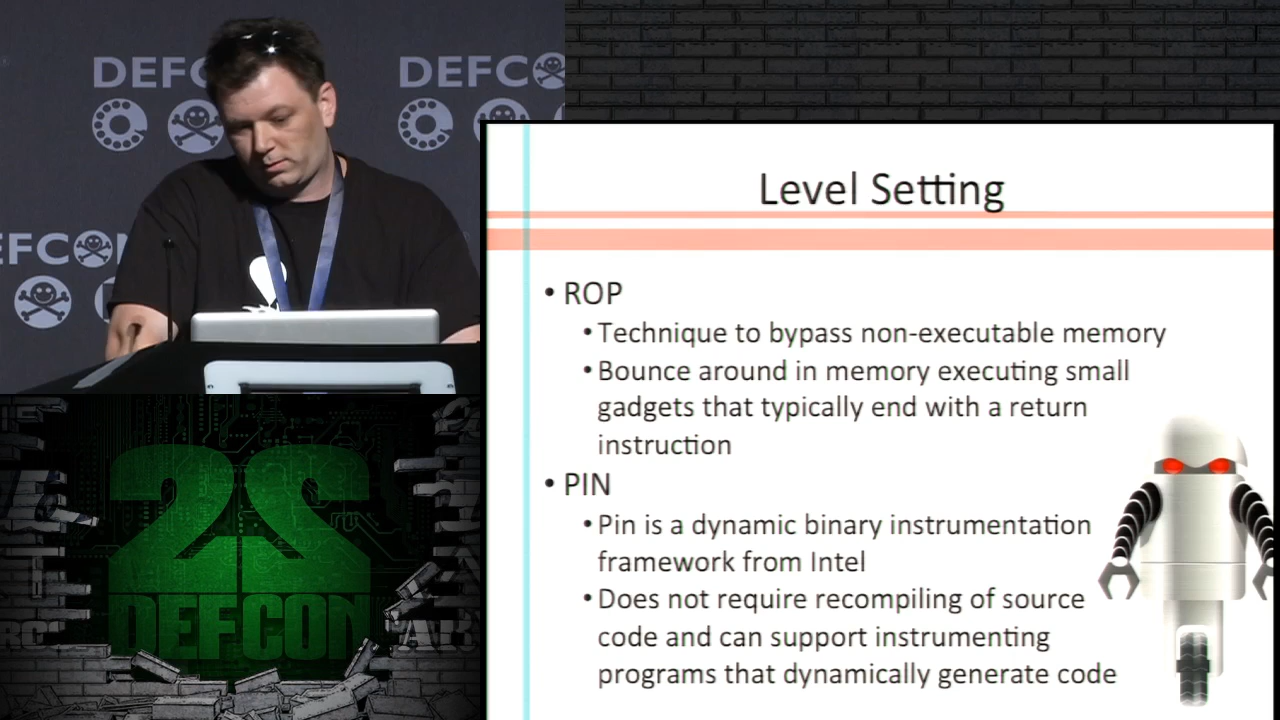 DEFC
DEFC
EFCON
Level Setting
• ROP
• Technique to bypass non-executable memory
• Bounce around in memory executing small
gadgets that typically end with a return
instruction
• PIN
• Pin is a dynamic binary instrumentation
framework from Intel
• Does not require recompiling of source
code and can support instrumenting
programs that dynamically generate code
22
DEFCON